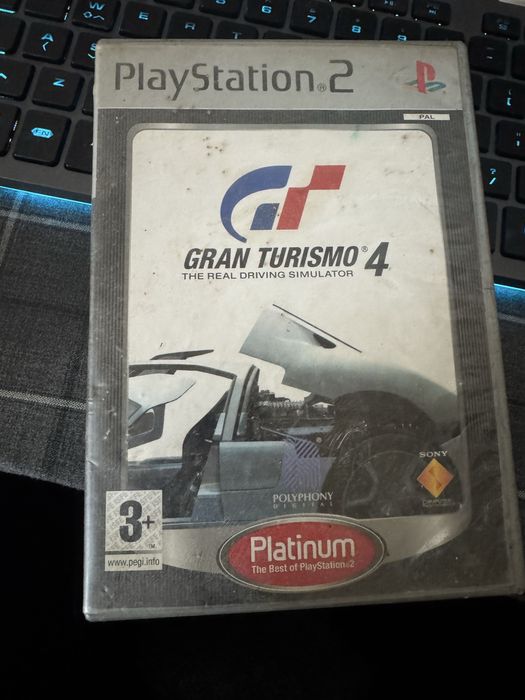 PlayStation®2
PAL
GRAN TURISMO® 4
THE REAL DRIVING SIMULATOR
POLYPHONY
DIGITAL
SONY
COMPUTER
3+
www.pegi.info
Platinum
The Best of PlayStation®2